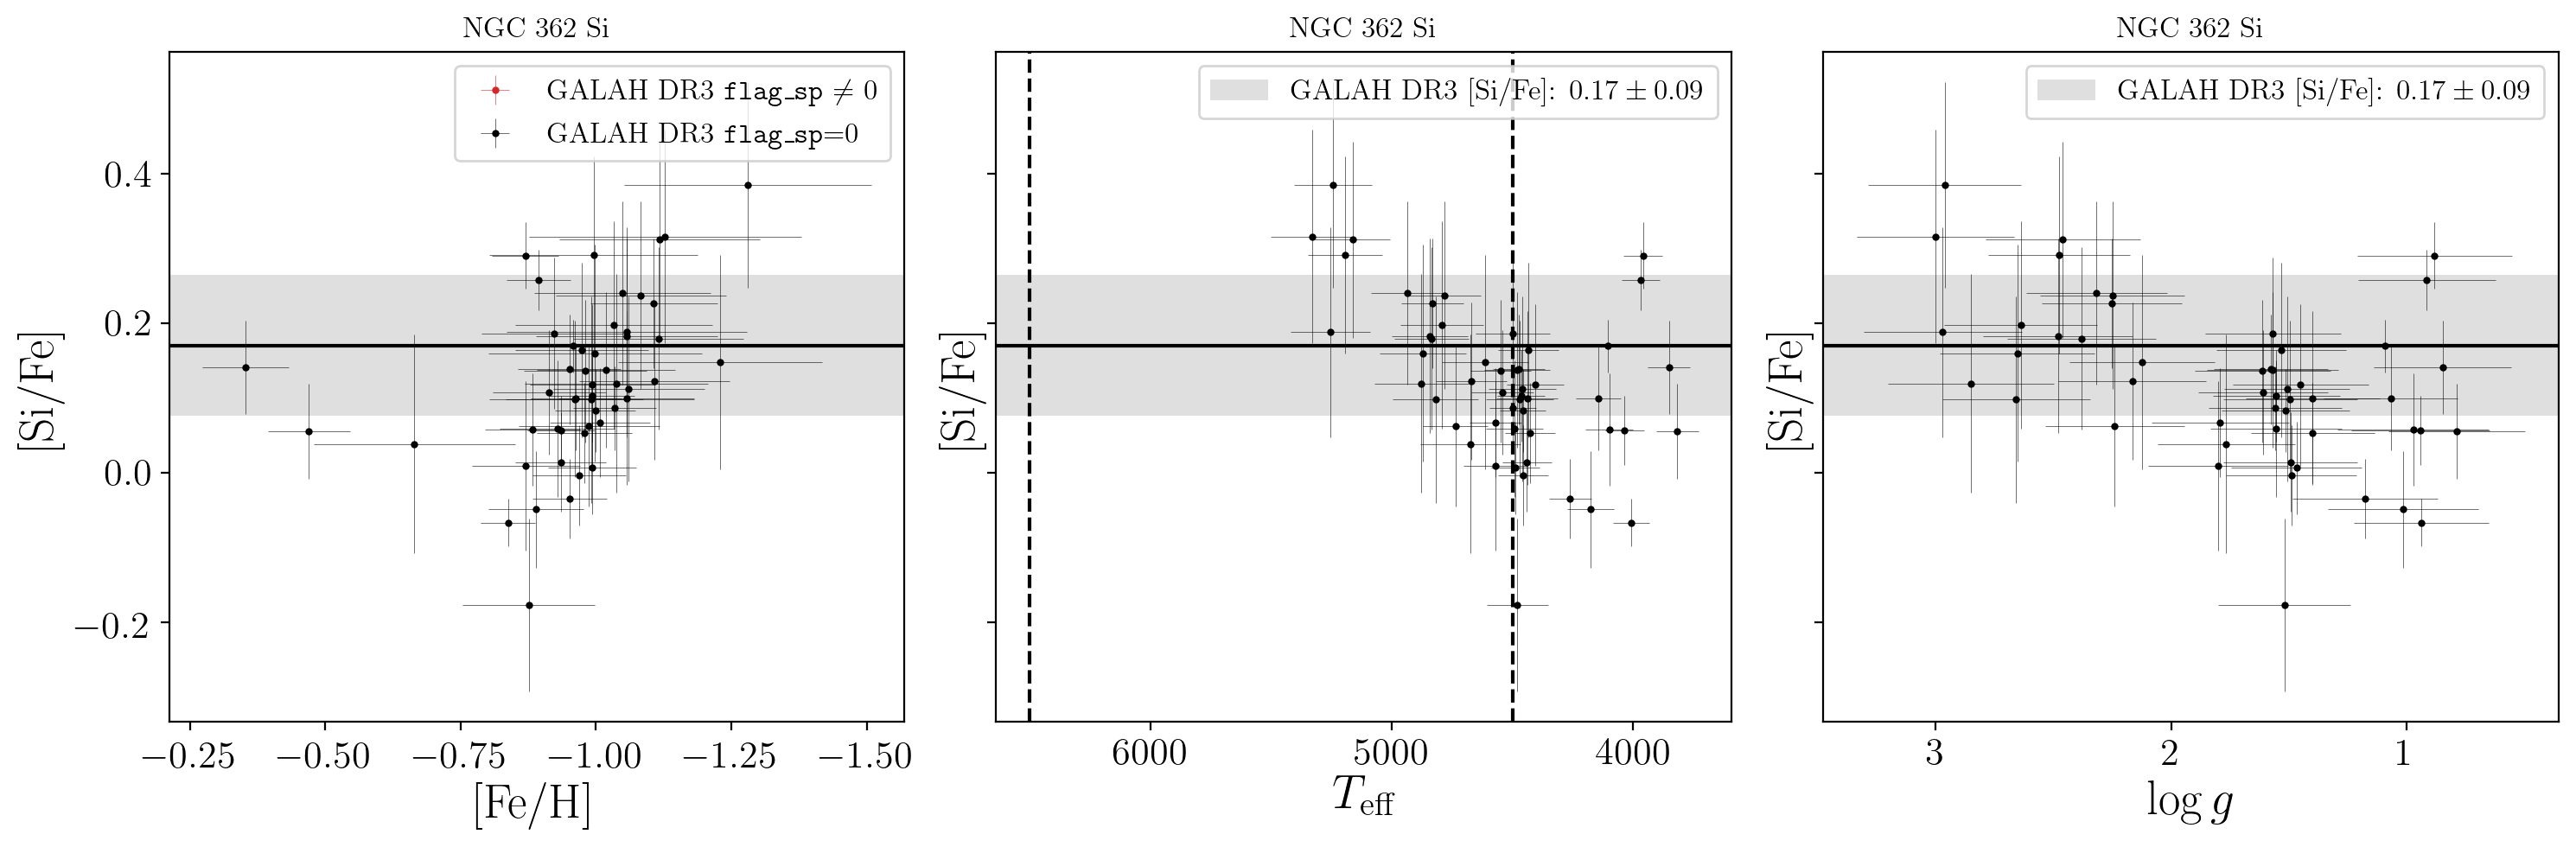 NGC 362 Si
GALAH DR3 flag_sp ≠ 0
GALAH DR3 flag_sp=0
[Si/Fe]
0.4
0.2
0.0
−0.2
−0.25 −0.50 −0.75 −1.00 −1.25 −1.50
[Fe/H]
NGC 362 Si
GALAH DR3 [Si/Fe]: 0.17 ± 0.09
[Si/Fe]
6000 5000 4000
T_eff
NGC 362 Si
GALAH DR3 [Si/Fe]: 0.17 ± 0.09
[Si/Fe]
3 2 1
log g